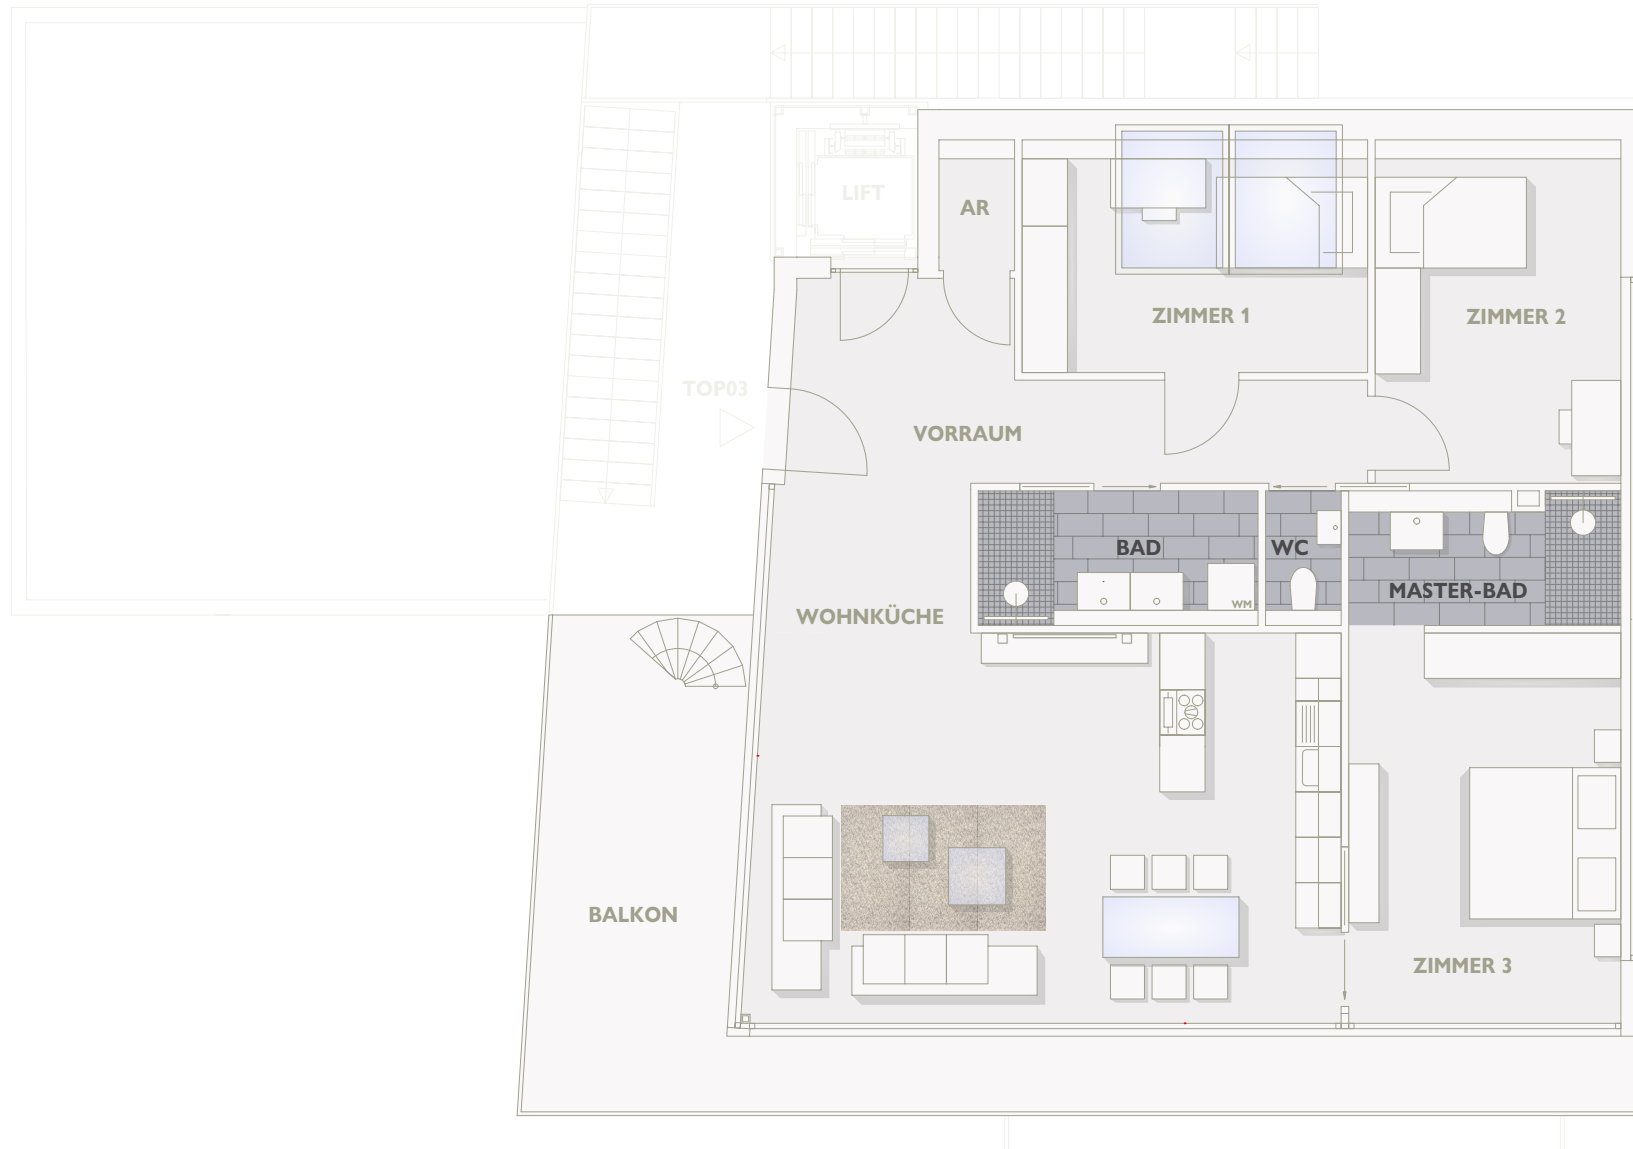 LIFT
AR
ZIMMER 1
ZIMMER 2
TOP03
VORRAUM
BAD
WC
MASTER-BAD
WM
WOHNKÜCHE
BALKON
ZIMMER 3